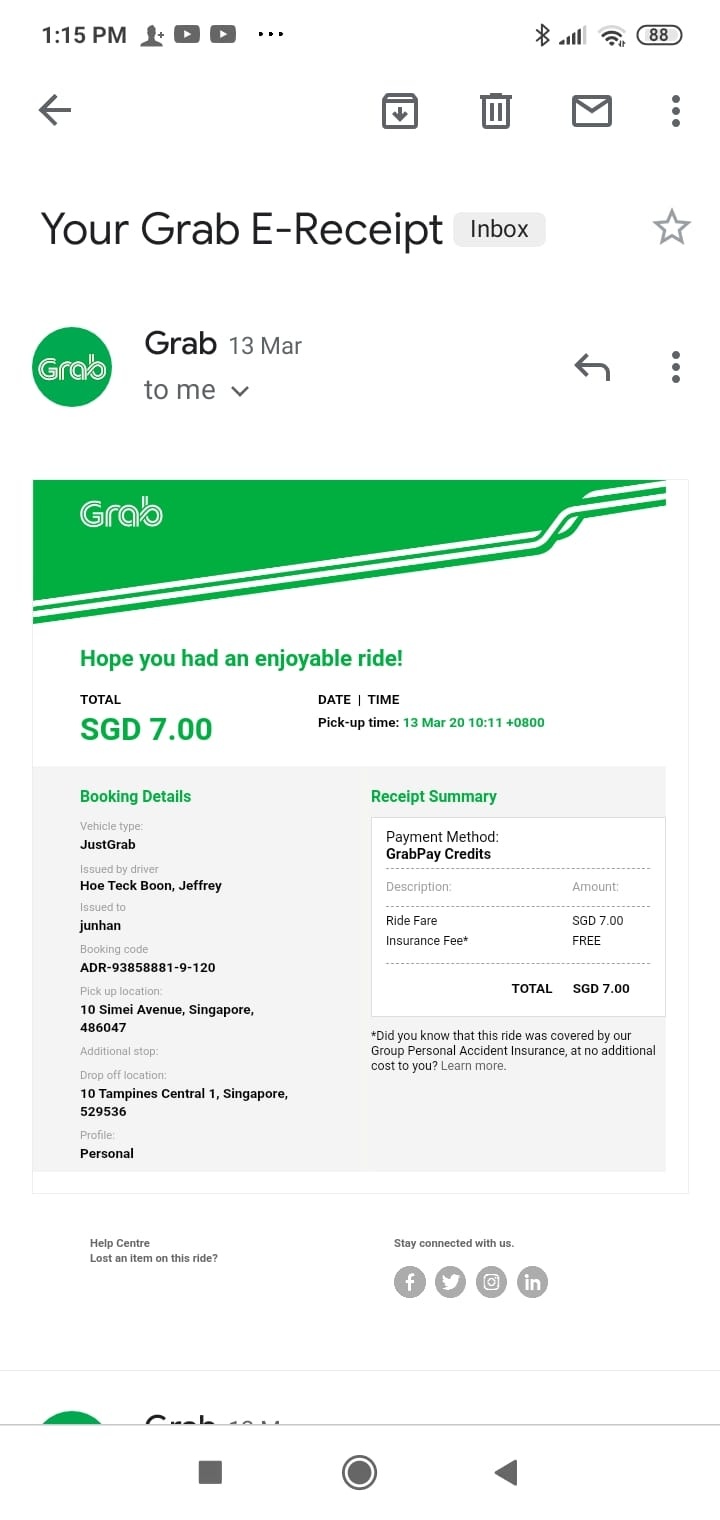 1:15 PM
88
Your Grab E-Receipt Inbox
Grab
Grab 13 Mar
to me
Grab
Hope you had an enjoyable ride!
TOTAL
SGD 7.00
DATE | TIME
Pick-up time: 13 Mar 20 10:11 +0800
Booking Details
Vehicle type:
JustGrab
Issued by driver
Hoe Teck Boon, Jeffrey
Issued to
junhan
Booking code
ADR-93858881-9-120
Pick up location:
10 Simei Avenue, Singapore,
486047
Additional stop:
Drop off location:
10 Tampines Central 1, Singapore,
529536
Profile:
Personal
Receipt Summary
Payment Method:
GrabPay Credits
Description: Amount:
Ride Fare SGD 7.00
Insurance Fee* FREE
TOTAL SGD 7.00
*Did you know that this ride was covered by our
Group Personal Accident Insurance, at no additional
cost to you? Learn more.
Help Centre
Lost an item on this ride?
Stay connected with us.